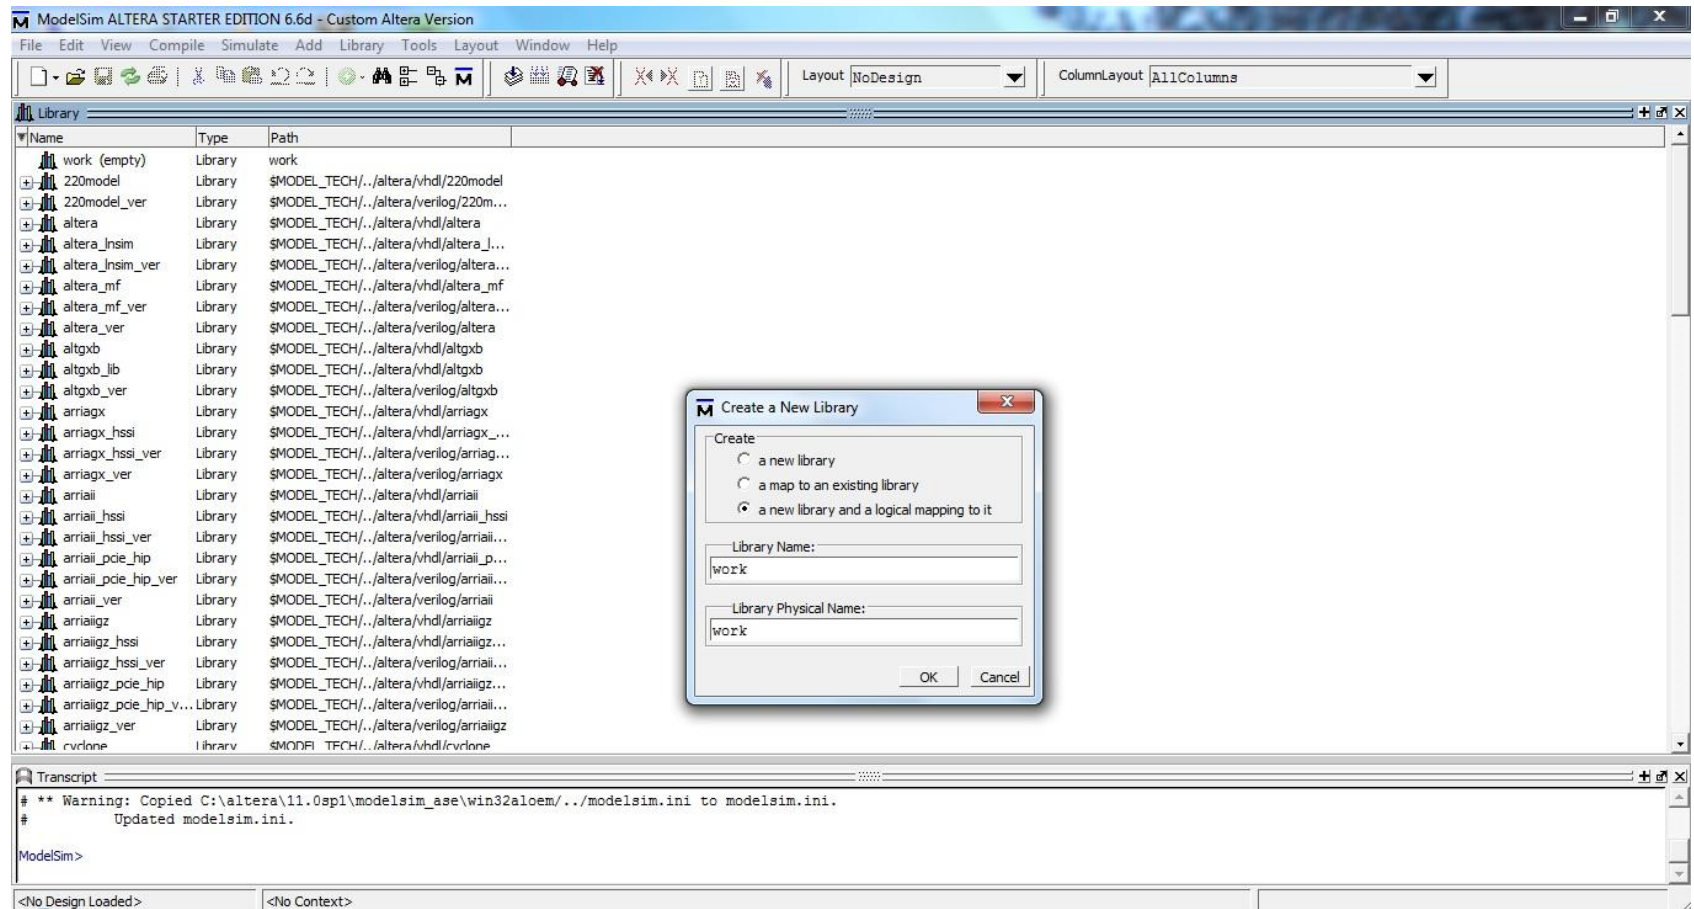 ModelSim ALTERA STARTER EDITION 6.6d - Custom Altera Version
File Edit View Compile Simulate Add Library Tools Layout Window Help
Layout NoDesign ColumnLayout AllColumns
Library
Name Type Path
work (empty) Library work
220model Library $MODEL_TECH/../altera/vhdl/220model
220model_ver Library $MODEL_TECH/../altera/verilog/220m...
altera Library $MODEL_TECH/../altera/vhdl/altera
altera_lnsim Library $MODEL_TECH/../altera/vhdl/altera_l...
altera_lnsim_ver Library $MODEL_TECH/../altera/verilog/altera...
altera_mf Library $MODEL_TECH/../altera/vhdl/altera_mf
altera_mf_ver Library $MODEL_TECH/../altera/verilog/altera...
altera_ver Library $MODEL_TECH/../altera/verilog/altera
altgxb Library $MODEL_TECH/../altera/vhdl/altgxb
altgxb_lib Library $MODEL_TECH/../altera/vhdl/altgxb
altgxb_ver Library $MODEL_TECH/../altera/verilog/altgxb
arriagx Library $MODEL_TECH/../altera/vhdl/arriagx
arriagx_hssi Library $MODEL_TECH/../altera/vhdl/arriagx_...
arriagx_hssi_ver Library $MODEL_TECH/../altera/verilog/arriag...
arriagx_ver Library $MODEL_TECH/../altera/verilog/arriagx
arriaii Library $MODEL_TECH/../altera/vhdl/arriaii
arriaii_hssi Library $MODEL_TECH/../altera/vhdl/arriaii_hssi
arriaii_hssi_ver Library $MODEL_TECH/../altera/verilog/arriaii...
arriaii_pcie_hip Library $MODEL_TECH/../altera/vhdl/arriaii_p...
arriaii_pcie_hip_ver Library $MODEL_TECH/../altera/verilog/arriaii...
arriaii_ver Library $MODEL_TECH/../altera/verilog/arriaii
arriaiigz Library $MODEL_TECH/../altera/vhdl/arriaiigz
arriaiigz_hssi Library $MODEL_TECH/../altera/vhdl/arriaiigz...
arriaiigz_hssi_ver Library $MODEL_TECH/../altera/verilog/arriaii...
arriaiigz_pcie_hip Library $MODEL_TECH/../altera/vhdl/arriaiigz...
arriaiigz_pcie_hip_v... Library $MODEL_TECH/../altera/verilog/arriaii...
arriaiigz_ver Library $MODEL_TECH/../altera/verilog/arriaiigz
cyclone Library $MODEL_TECH/../altera/vhdl/cyclone
Create a New Library
Create
a new library
a map to an existing library
a new library and a logical mapping to it
Library Name:
work
Library Physical Name:
work
OK Cancel
Transcript
# ** Warning: Copied C:\altera\11.0sp1\modelsim_ase\win32aloem/../modelsim.ini to modelsim.ini.
# Updated modelsim.ini.
ModelSim>
<No Design Loaded> <No Context>